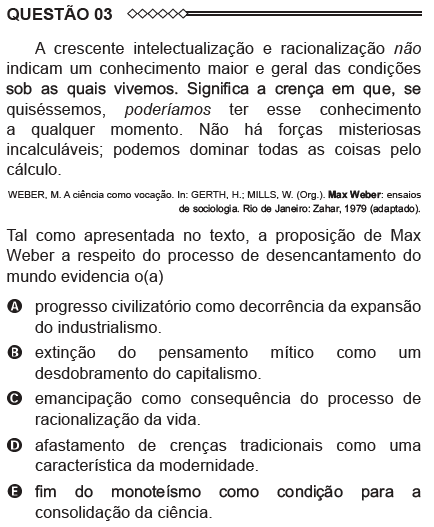 QUESTÃO 03
A crescente intelectualização e racionalização não
indicam um conhecimento maior e geral das condições
sob as quais vivemos. Significa a crença em que, se
quiséssemos, poderíamos ter esse conhecimento
a qualquer momento. Não há forças misteriosas
incalculáveis; podemos dominar todas as coisas pelo
cálculo.
WEBER, M. A ciência como vocação. In: GERTH, H.; MILLS, W. (Org.). Max Weber: ensaios
de sociologia. Rio de Janeiro: Zahar, 1979 (adaptado).
Tal como apresentada no texto, a proposição de Max
Weber a respeito do processo de desencantamento do
mundo evidencia o(a)
A progresso civilizatório como decorrência da expansão
do industrialismo.
B extinção do pensamento mítico como um
desdobramento do capitalismo.
C emancipação como consequência do processo de
racionalização da vida.
D afastamento de crenças tradicionais como uma
característica da modernidade.
E fim do monoteísmo como condição para a
consolidação da ciência.